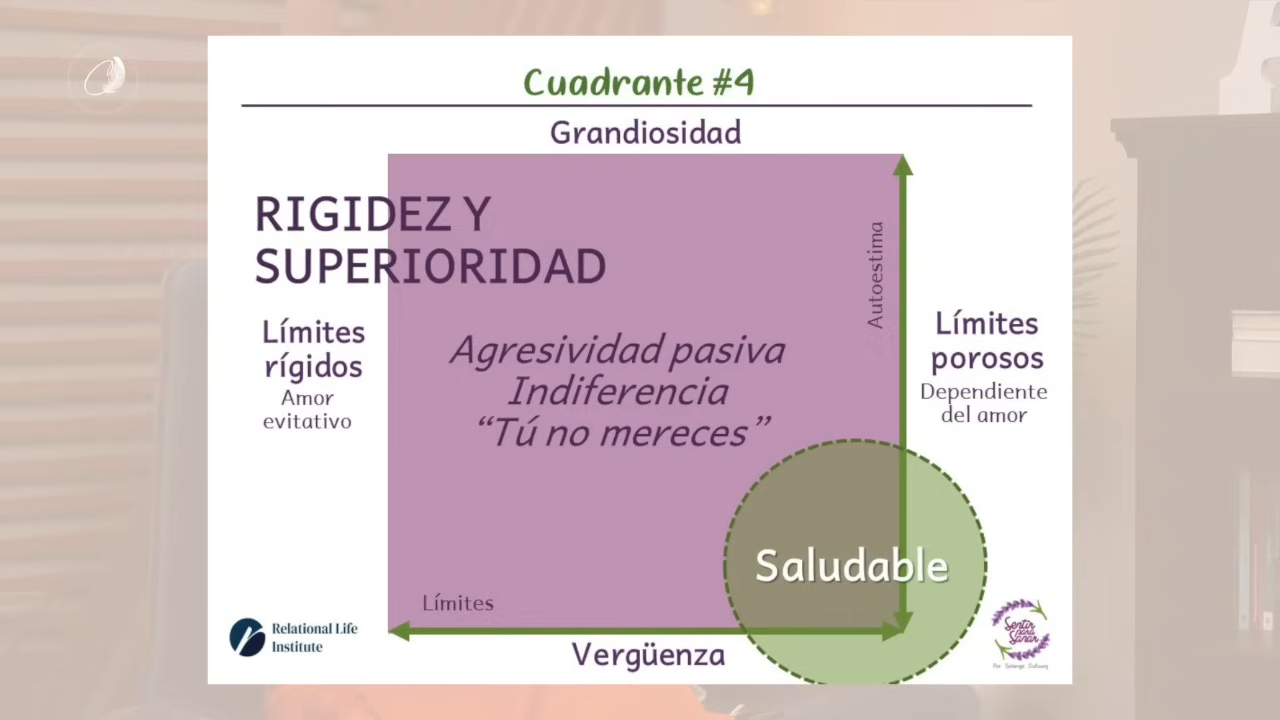 Cuadrante #4
Grandiosidad
RIGIDEZ Y
SUPERIORIDAD
Autoestima
Límites
rígidos
Amor
evitativo
Agresividad pasiva
Indiferencia
“Tú no mereces”
Límites
porosos
Dependiente
del amor
Saludable
Límites
Vergüenza
Relational Life
Institute
Sentir
para
Sanar